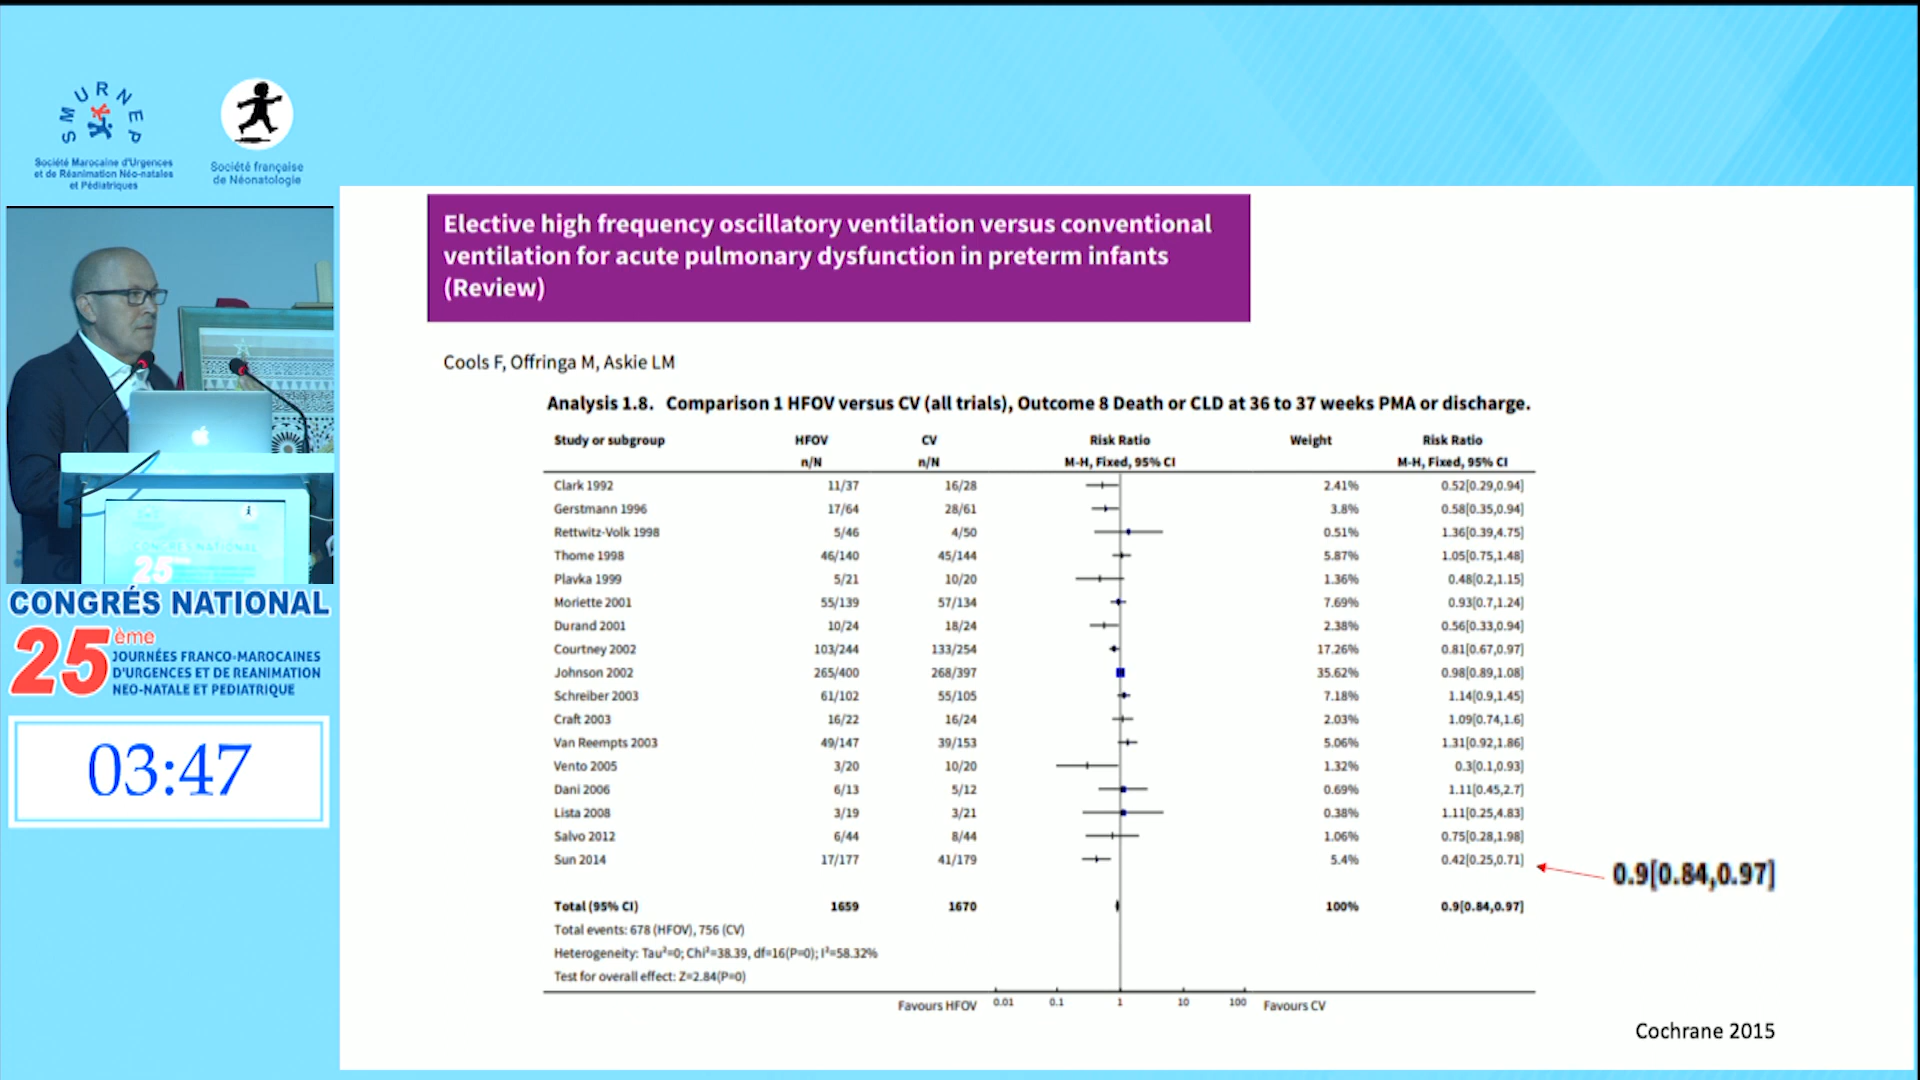 SMURNEP
Société Marocaine d'Urgences
et de Réanimation Néo-natales
et Pédiatriques
Société française
de Néonatologie
Elective high frequency oscillatory ventilation versus conventional
ventilation for acute pulmonary dysfunction in preterm infants
(Review)
Cools F, Offringa M, Askie LM
Analysis 1.8. Comparison 1 HFOV versus CV (all trials), Outcome 8 Death or CLD at 36 to 37 weeks PMA or discharge.
Study or subgroup HFOV CV Risk Ratio Weight Risk Ratio
n/N n/N M-H, Fixed, 95% CI M-H, Fixed, 95% CI
Clark 1992 11/37 16/28 2.41% 0.52[0.29,0.94]
Gerstmann 1996 17/64 28/61 3.8% 0.58[0.35,0.94]
Rettwitz-Volk 1998 5/46 4/50 0.51% 1.36[0.39,4.75]
Thome 1998 46/140 45/144 5.87% 1.05[0.75,1.48]
Plavka 1999 5/21 10/20 1.36% 0.48[0.2,1.15]
Moriette 2001 55/139 57/134 7.69% 0.93[0.7,1.24]
Durand 2001 10/24 18/24 2.38% 0.56[0.33,0.94]
Courtney 2002 103/244 133/254 17.26% 0.81[0.67,0.97]
Johnson 2002 265/400 268/397 35.62% 0.98[0.89,1.08]
Schreiber 2003 61/102 55/105 7.18% 1.14[0.9,1.45]
Craft 2003 16/22 16/24 2.03% 1.09[0.74,1.6]
Van Reempts 2003 49/147 39/153 5.06% 1.31[0.92,1.86]
Vento 2005 3/20 10/20 1.32% 0.3[0.1,0.93]
Dani 2006 6/13 5/12 0.69% 1.11[0.45,2.7]
Lista 2008 3/19 3/21 0.38% 1.11[0.25,4.83]
Salvo 2012 6/44 8/44 1.06% 0.75[0.28,1.98]
Sun 2014 17/177 41/179 5.4% 0.42[0.25,0.71]
0.9[0.84,0.97]
Total (95% CI) 1659 1670 100% 0.9[0.84,0.97]
Total events: 678 (HFOV), 756 (CV)
Heterogeneity: Tau²=0; Chi²=38.39, df=16(P=0); I²=58.32%
Test for overall effect: Z=2.84(P=0)
Favours HFOV 0.01 0.1 1 10 100 Favours CV
Cochrane 2015
CONGRÈS NATIONAL
25
CONGRÉS NATIONAL
25ème
JOURNÉES FRANCO-MAROCAINES
D'URGENCES ET DE REANIMATION
NEO-NATALE ET PEDIATRIQUE
03:47